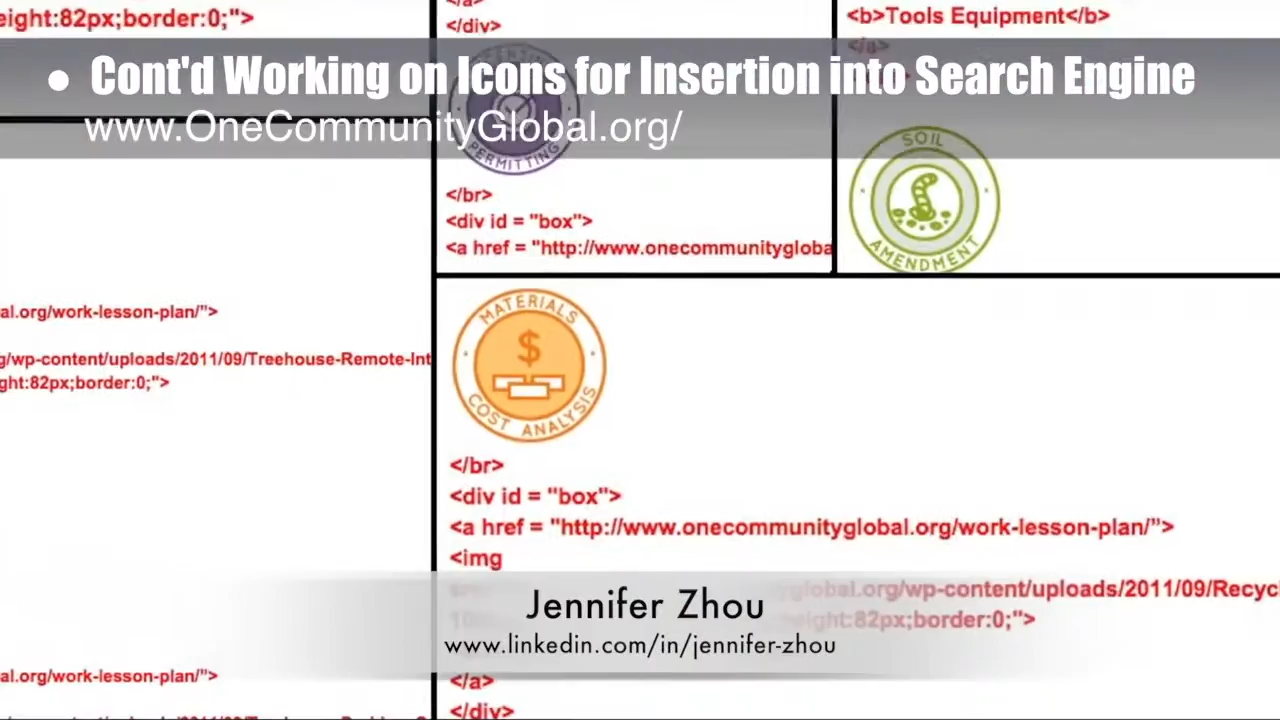 eight:82px;border:0;">
</div>
<b>Tools Equipment</b>
• Cont'd Working on Icons for Insertion into Search Engine
www.OneCommunityGlobal.org/
PERMITTING
SOIL
AMENDMENT
</br>
<div id = "box">
<a href = "http://www.onecommunitygloba
al.org/work-lesson-plan/">
g/wp-content/uploads/2011/09/Treehouse-Remote-Int
ght:82px;border:0;">
MATERIALS
$
COST ANALYSIS
</br>
<div id = "box">
<a href = "http://www.onecommunityglobal.org/work-lesson-plan/">
<img
yglobal.org/wp-content/uploads/2011/09/Recyc
height:82px;border:0;">
Jennifer Zhou
www.linkedin.com/in/jennifer-zhou
al.org/work-lesson-plan/">
</a>
</div>